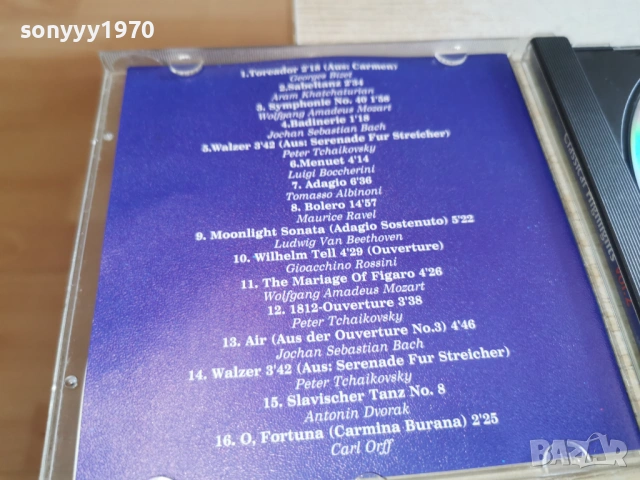 sonyyy1970
1.Toreador 2'18 (Aus: Carmen)
Georges Bizet
2.Sabeltanz 2'34
Aram Khatchaturian
3. Symphonie No. 40 1'58
Wolfgang Amadeus Mozart
4.Badinerie 1'18
Jochan Sebastian Bach
5.Walzer 3'42 (Aus: Serenade Fur Streicher)
Peter Tchaikovsky
6.Menuet 4'14
Luigi Boccherini
7. Adagio 6'36
Tomasso Albinoni
8. Bolero 14'57
Maurice Ravel
9. Moonlight Sonata (Adagio Sostenuto) 5'22
Ludwig Van Beethoven
10. Wilhelm Tell 4'29 (Ouverture)
Gioacchino Rossini
11. The Mariage Of Figaro 4'26
Wolfgang Amadeus Mozart
12. 1812-Ouverture 3'38
Peter Tchaikovsky
13. Air (Aus der Ouverture No.3) 4'46
Jochan Sebastian Bach
14. Walzer 3'42 (Aus: Serenade Fur Streicher)
Peter Tchaikovsky
15. Slavischer Tanz No. 8
Antonin Dvorak
16. O, Fortuna (Carmina Burana) 2'25
Carl Orff
Classical Highlights
bazar